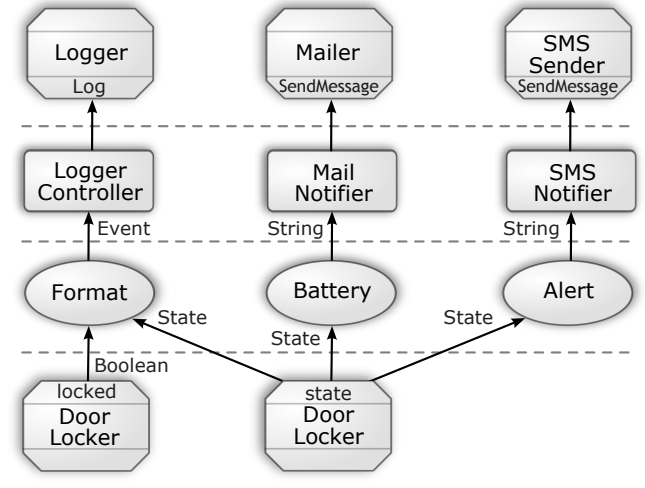 Logger
Log
Mailer
SendMessage
SMS
Sender
SendMessage
Logger
Controller
Mail
Notifier
SMS
Notifier
Event
String
String
Format
Battery
Alert
State
State
State
Boolean
locked
Door
Locker
state
Door
Locker